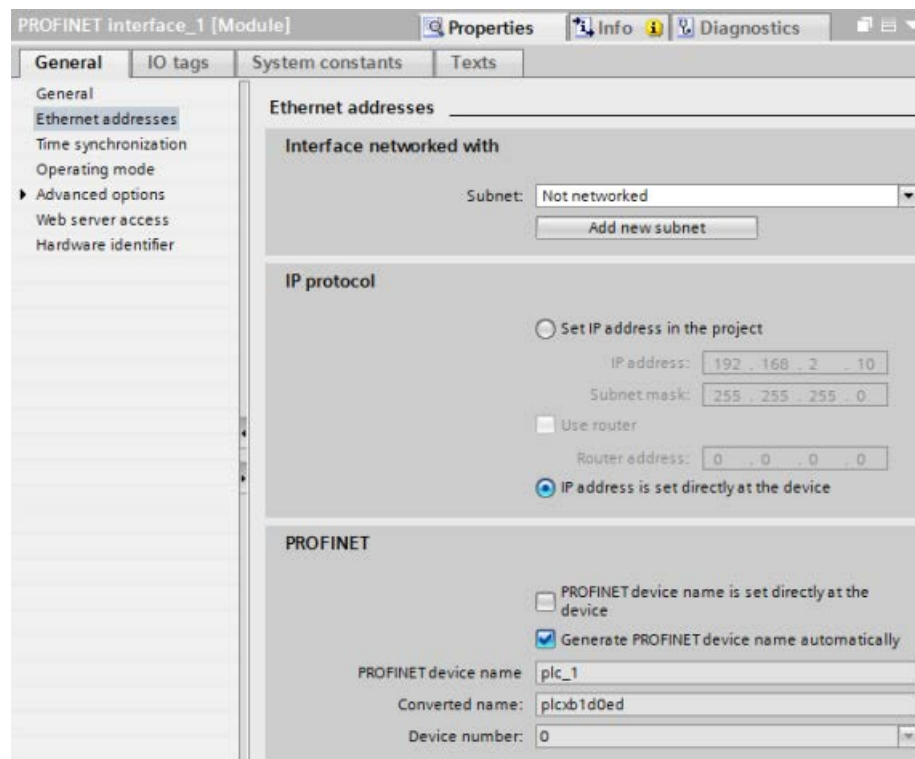 PROFINET interface_1 [Module]
Properties
Info
Diagnostics
General
IO tags
System constants
Texts
General
Ethernet addresses
Time synchronization
Operating mode
Advanced options
Web server access
Hardware identifier
Ethernet addresses
Interface networked with
Subnet: Not networked
Add new subnet
IP protocol
Set IP address in the project
IP address: 192 . 168 . 2 . 10
Subnet mask: 255 . 255 . 255 . 0
Use router
Router address: 0 . 0 . 0 . 0
IP address is set directly at the device
PROFINET
PROFINET device name is set directly at the
device
Generate PROFINET device name automatically
PROFINET device name plc_1
Converted name: plcxb1d0ed
Device number: 0